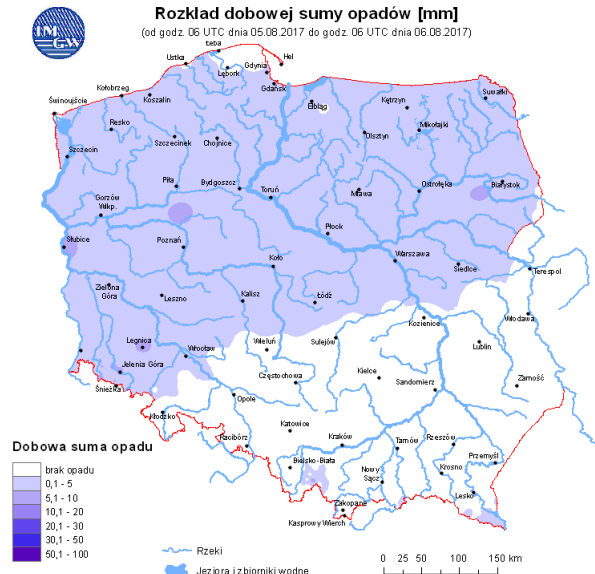 IM
GW
Rozkład dobowej sumy opadów [mm]
(od godz. 06 UTC dnia 05.08.2017 do godz. 06 UTC dnia 06.08.2017)
Łeba
Ustka
Hel
Gdynia
Lębork
Gdańsk
Kołobrzeg
Koszalin
Świnoujście
Elbląg
Kętrzyn
Suwałki
Resko
Szczecinek
Chojnice
Olsztyn
Mikołajki
Szczecin
Piła
Bydgoszcz
Toruń
Mława
Ostrołęka
Białystok
Gorzów
Wlkp.
Płock
Słubice
Poznań
Koło
Warszawa
Siedlce
Terespol
Zielona
Góra
Leszno
Kalisz
Łódź
Kozienice
Włodawa
Legnica
Wrocław
Wieluń
Sulejów
Lublin
Jelenia Góra
Śnieżka
Częstochowa
Kielce
Sandomierz
Zamość
Opole
Kłodzko
Katowice
Racibórz
Kraków
Tarnów
Rzeszów
Bielsko-Biała
Nowy
Sącz
Krosno
Przemyśl
Lesko
Zakopane
Kasprowy Wierch
Dobowa suma opadu
brak opadu
0,1 - 5
5,1 - 10
10,1 - 20
20,1 - 30
30,1 - 50
50,1 - 100
Rzeki
Jeziora i zbiorniki wodne
0 25 50 100 150 km